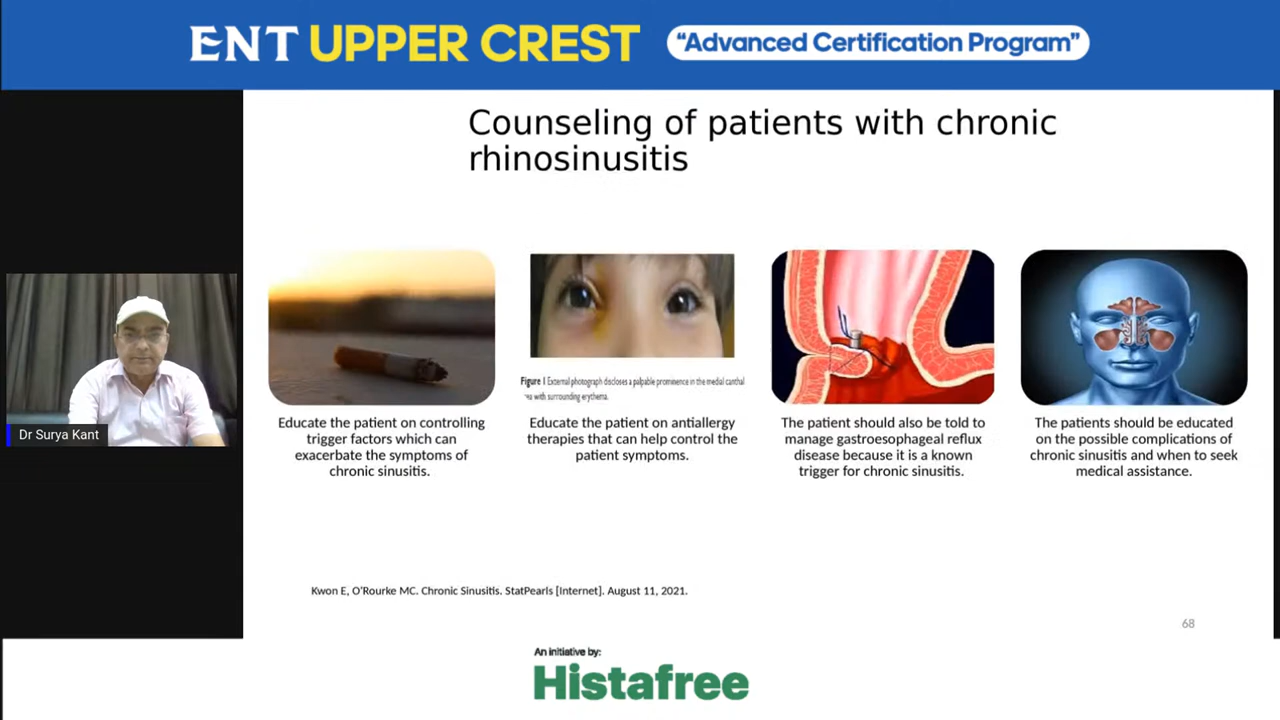 ENT UPPER CREST "Advanced Certification Program"
Counseling of patients with chronic
rhinosinusitis
Dr Surya Kant
Figure 1 External photograph discloses a palpable prominence in the medial canthal
with surrounding erythema.
Educate the patient on controlling
trigger factors which can
exacerbate the symptoms of
chronic sinusitis.
Educate the patient on antiallergy
therapies that can help control the
patient symptoms.
The patient should also be told to
manage gastroesophageal reflux
disease because it is a known
trigger for chronic sinusitis.
The patients should be educated
on the possible complications of
chronic sinusitis and when to seek
medical assistance.
Kwon E, O'Rourke MC. Chronic Sinusitis. StatPearls [Internet]. August 11, 2021.
68
An initiative by:
Histafree